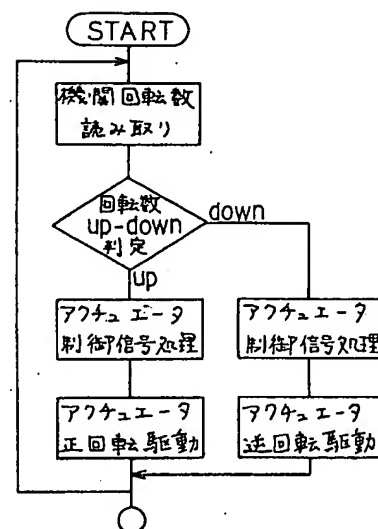 START
機関回転数
読み取り
回転数
up-down
判定
down
up
アクチュエータ
制御信号処理
アクチュエータ
制御信号処理
アクチュエータ
正回転駆動
アクチュエータ
逆回転駆動